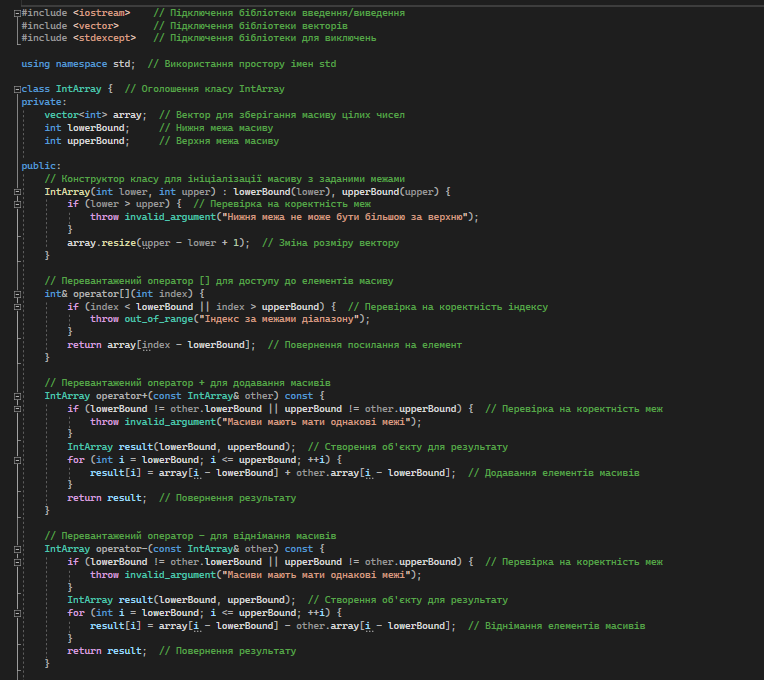 #include <iostream>    // Підключення бібліотеки введення/виведення
#include <vector>      // Підключення бібліотеки векторів
#include <stdexcept>   // Підключення бібліотеки для виключень

using namespace std;  // Використання простору імен std

class IntArray {  // Оголошення класу IntArray
private:
    vector<int> array;  // Вектор для зберігання масиву цілих чисел
    int lowerBound;     // Нижня межа масиву
    int upperBound;     // Верхня межа масиву

public:
    // Конструктор класу для ініціалізації масиву з заданими межами
    IntArray(int lower, int upper) : lowerBound(lower), upperBound(upper) {
        if (lower > upper) {  // Перевірка на коректність меж
            throw invalid_argument("Нижня межа не може бути більшою за верхню");
        }
        array.resize(upper - lower + 1);  // Зміна розміру вектору
    }

    // Перевантажений оператор [] для доступу до елементів масиву
    int& operator[](int index) {
        if (index < lowerBound || index > upperBound) {  // Перевірка на коректність індексу
            throw out_of_range("Індекс за межами діапазону");
        }
        return array[index - lowerBound];  // Повернення посилання на елемент
    }

    // Перевантажений оператор + для додавання масивів
    IntArray operator+(const IntArray& other) const {
        if (lowerBound != other.lowerBound || upperBound != other.upperBound) {  // Перевірка на коректність меж
            throw invalid_argument("Масиви мають мати однакові межі");
        }
        IntArray result(lowerBound, upperBound);  // Створення об'єкту для результату
        for (int i = lowerBound; i <= upperBound; ++i) {
            result[i] = array[i - lowerBound] + other.array[i - lowerBound];  // Додавання елементів масивів
        }
        return result;  // Повернення результату
    }

    // Перевантажений оператор - для віднімання масивів
    IntArray operator-(const IntArray& other) const {
        if (lowerBound != other.lowerBound || upperBound != other.upperBound) {  // Перевірка на коректність меж
            throw invalid_argument("Масиви мають мати однакові межі");
        }
        IntArray result(lowerBound, upperBound);  // Створення об'єкту для результату
        for (int i = lowerBound; i <= upperBound; ++i) {
            result[i] = array[i - lowerBound] - other.array[i - lowerBound];  // Віднімання елементів масивів
        }
        return result;  // Повернення результату
    }